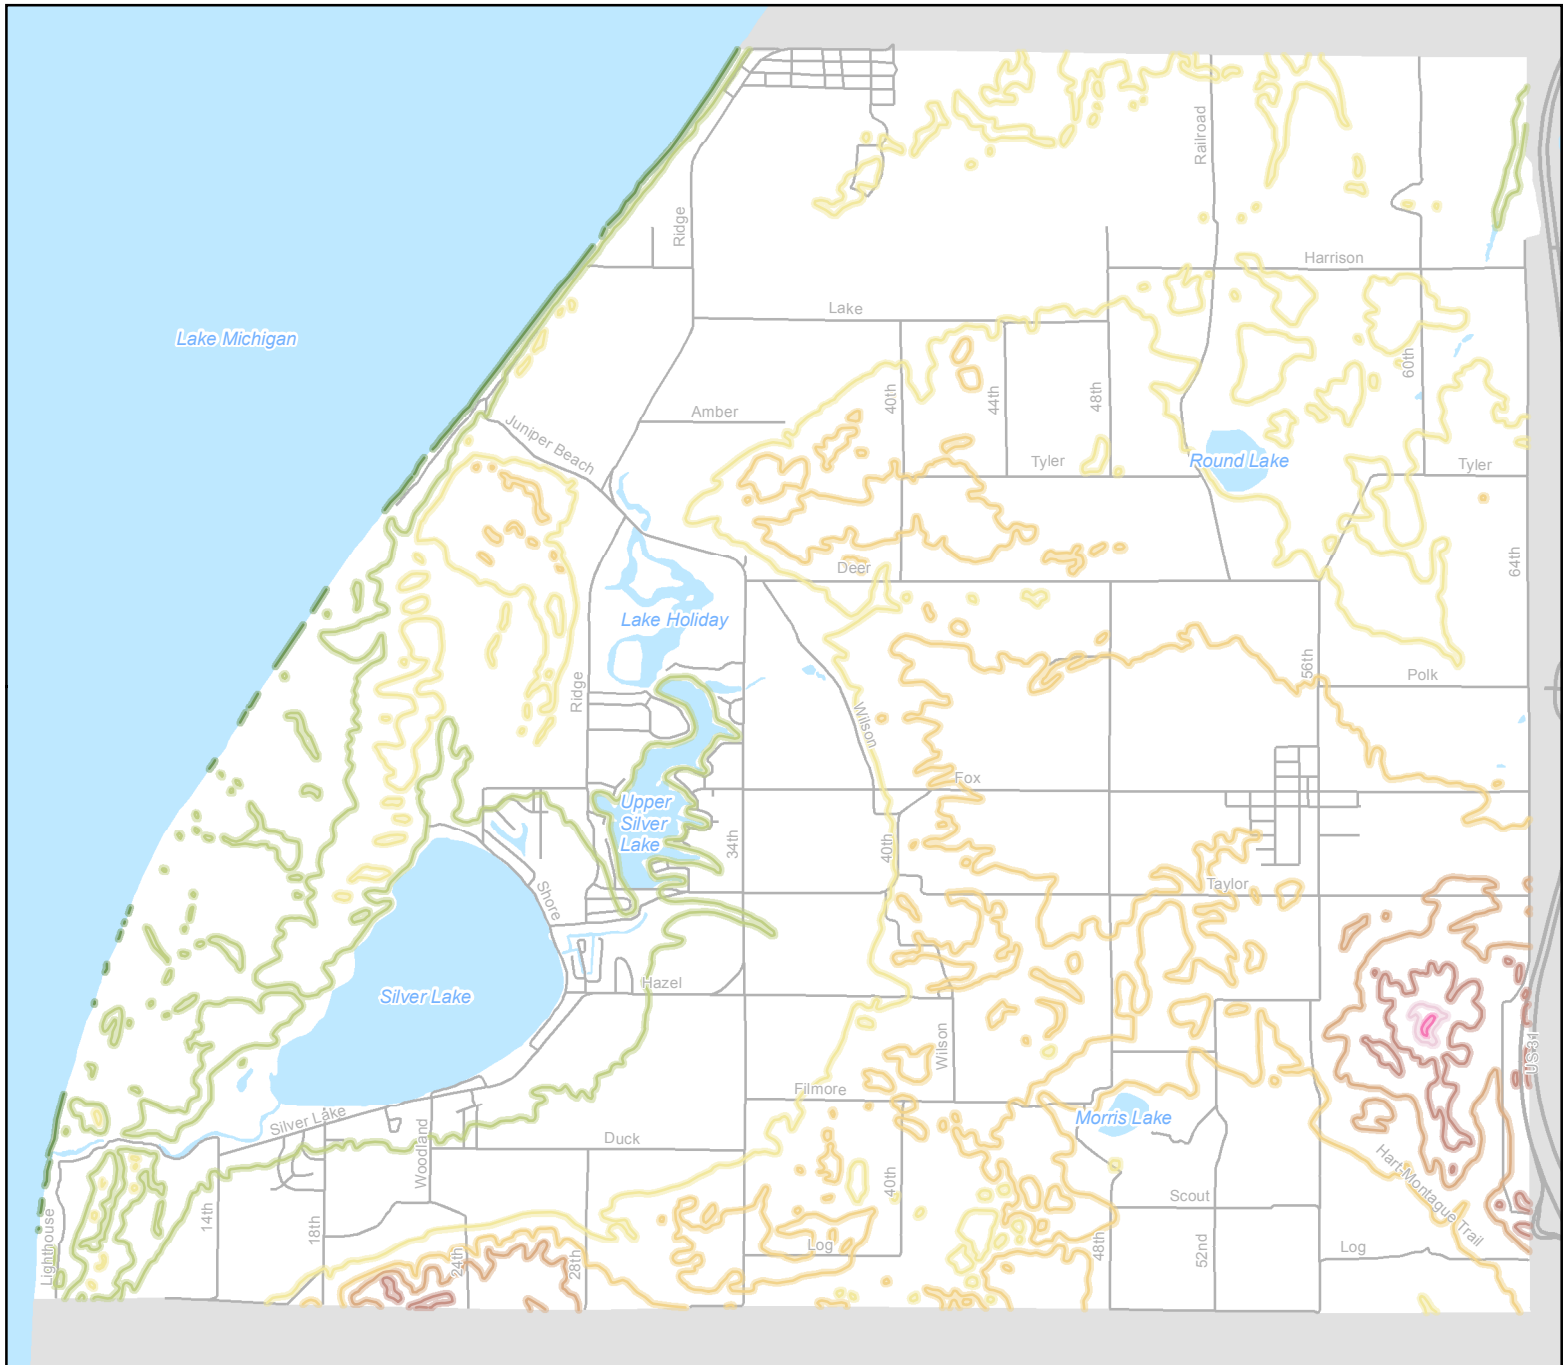 Railroad
Ridge
Harrison
Lake
Lake Michigan
60th
40th
44th
48th
Amber
Juniper Beach
Tyler
Round Lake
Tyler
64th
Deer
Lake Holiday
56th
Polk
Ridge
Wilson
Fox
Upper
Silver
Lake
34th
40th
Taylor
Shore
Hazel
Silver Lake
Wilson
US-31
Filmore
Silver Lake
Morris Lake
Duck
Woodland
Hart-Montague Trail
40th
Scout
14th
18th
Lighthouse
24th
28th
Log
48th
52nd
Log